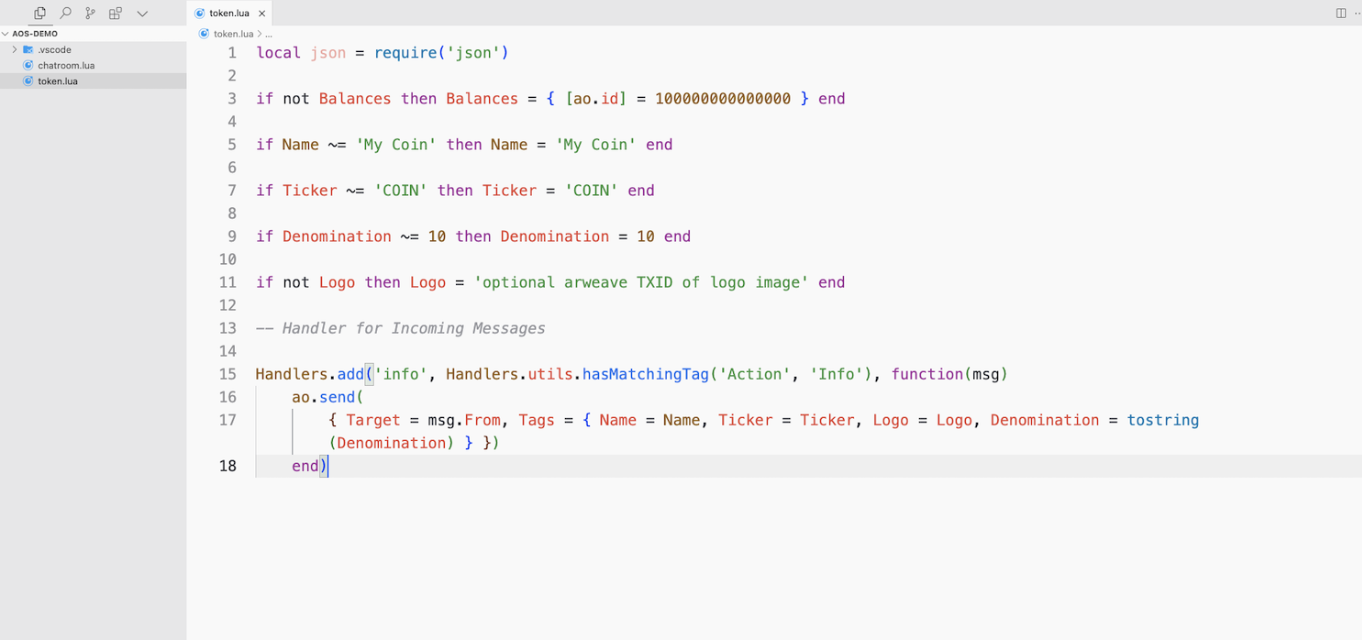 token.lua
AOS-DEMO
.vscode
chatroom.lua
token.lua
token.lua > ...
1 local json = require('json')
2
3 if not Balances then Balances = { [ao.id] = 100000000000000 } end
4
5 if Name ~= 'My Coin' then Name = 'My Coin' end
6
7 if Ticker ~= 'COIN' then Ticker = 'COIN' end
8
9 if Denomination ~= 10 then Denomination = 10 end
10
11 if not Logo then Logo = 'optional arweave TXID of logo image' end
12
13 -- Handler for Incoming Messages
14
15 Handlers.add('info', Handlers.utils.hasMatchingTag('Action', 'Info'), function(msg)
16 ao.send(
17 { Target = msg.From, Tags = { Name = Name, Ticker = Ticker, Logo = Logo, Denomination = tostring
(Denomination) } })
18 end)